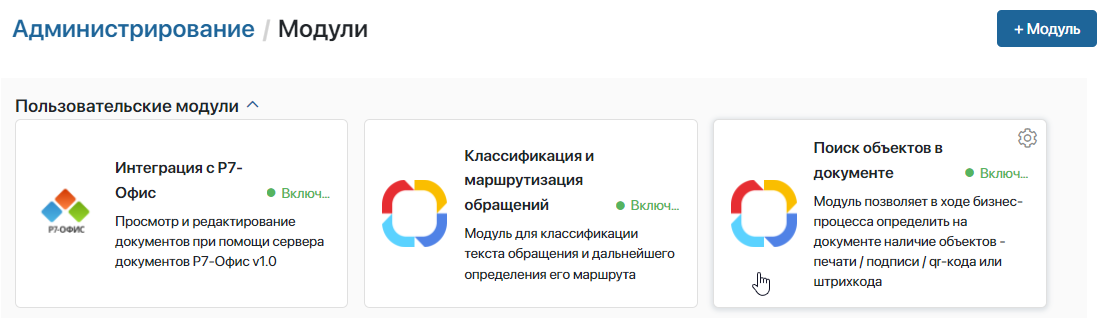 Администрирование / Модули
+ Модуль
Пользовательские модули
Интеграция с Р7-
Офис
Включ...
Просмотр и редактирование
документов при помощи сервера
документов Р7-Офис v1.0
Р7-ОФИС
Классификация и
маршрутизация
обращений
Включ...
Модуль для классификации
текста обращения и дальнейшего
определения его маршрута
Поиск объектов в
документе
Включ...
Модуль позволяет в ходе бизнес-
процесса определить на
документе наличие объектов -
печати / подписи / qr-кода или
штрихкода